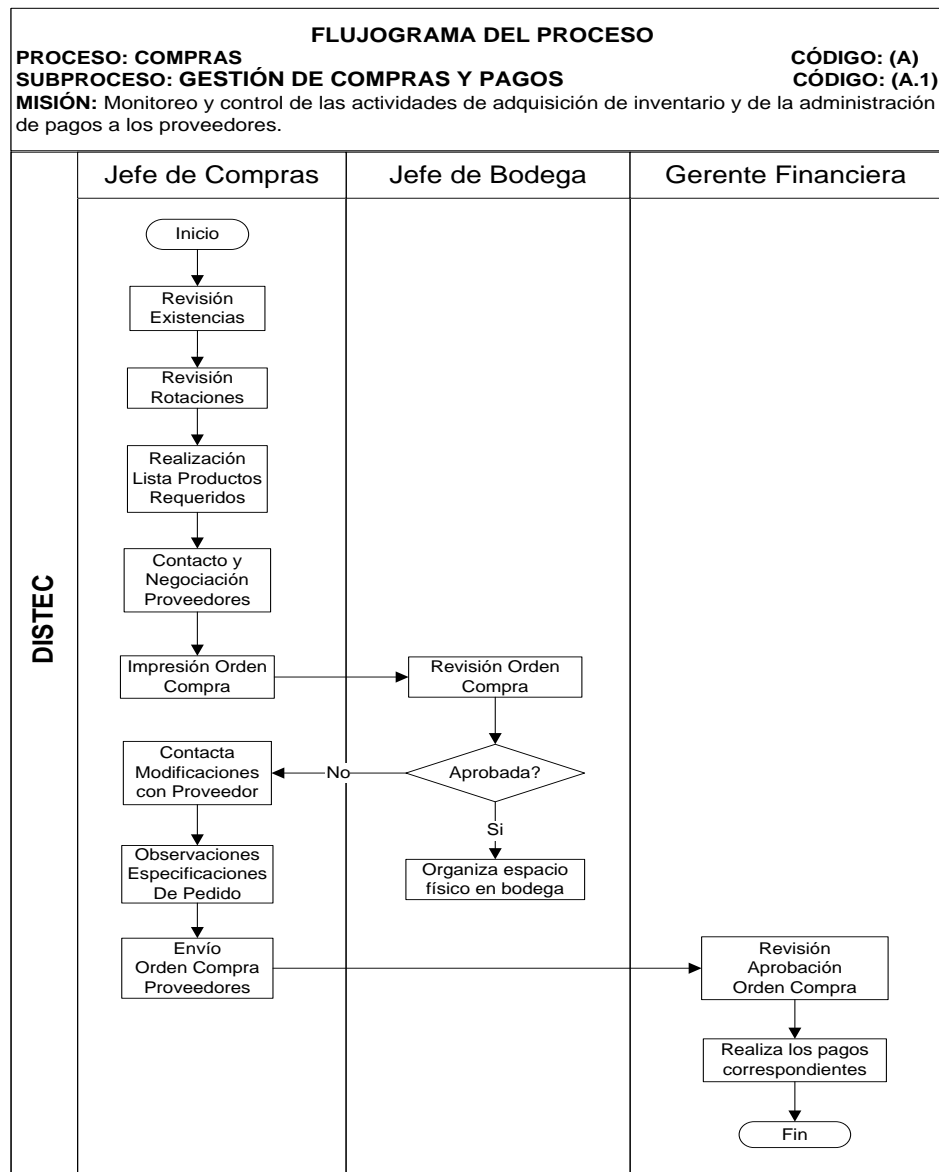 FLUJOGRAMA DEL PROCESO
PROCESO: COMPRAS CÓDIGO: (A)
SUBPROCESO: GESTIÓN DE COMPRAS Y PAGOS CÓDIGO: (A.1)
MISIÓN: Monitoreo y control de las actividades de adquisición de inventario y de la administración
de pagos a los proveedores.
DISTEC
Jefe de Compras
Jefe de Bodega
Gerente Financiera
Inicio
Revisión
Existencias
Revisión
Rotaciones
Realización
Lista Productos
Requeridos
Contacto y
Negociación
Proveedores
Impresión Orden
Compra
Revisión Orden
Compra
Aprobada?
No
Si
Contacta
Modificaciones
con Proveedor
Organiza espacio
físico en bodega
Observaciones
Especificaciones
De Pedido
Envío
Orden Compra
Proveedores
Revisión
Aprobación
Orden Compra
Realiza los pagos
correspondientes
Fin